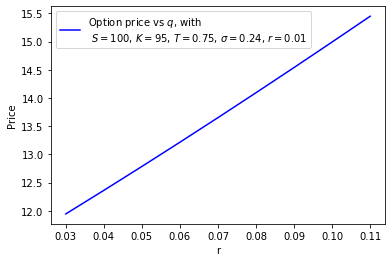 Option price vs q, with
S = 100, K = 95, T = 0.75, σ = 0.24, r = 0.01
15.5
15.0
14.5
14.0
13.5
13.0
12.5
12.0
Price
0.03 0.04 0.05 0.06 0.07 0.08 0.09 0.10 0.11
r